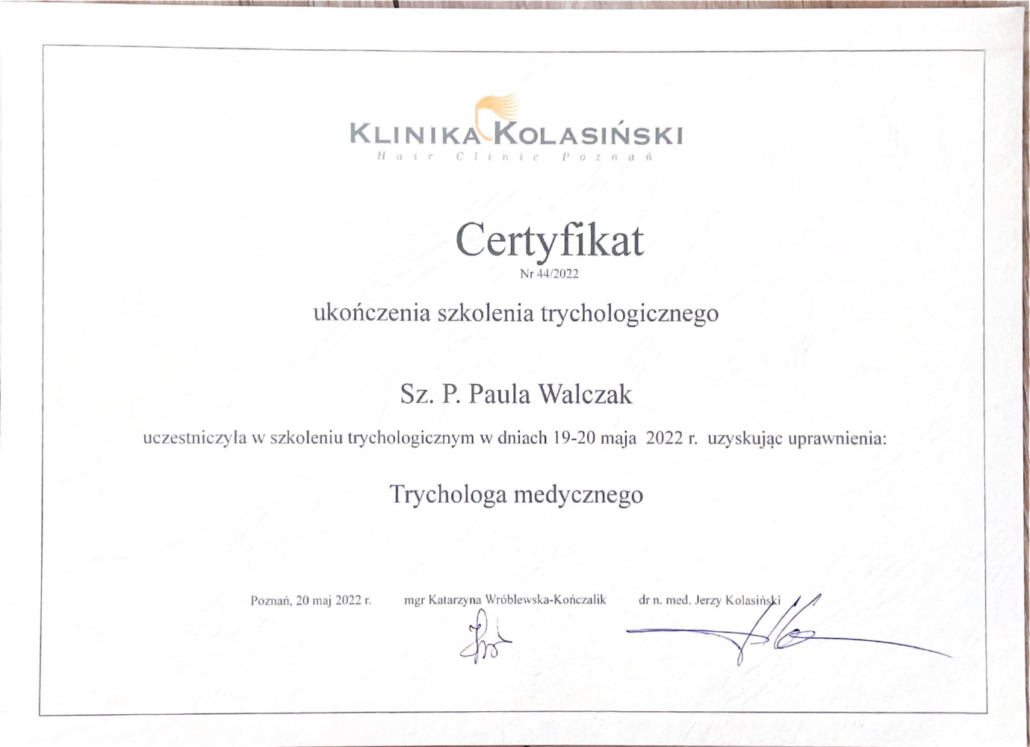 KLINIKA KOLASIŃSKI
Hair Clinic Poznań
Certyfikat
Nr 44/2022
ukończenia szkolenia trychologicznego
Sz. P. Paula Walczak
uczestniczyła w szkoleniu trychologicznym w dniach 19-20 maja 2022 r. uzyskując uprawnienia:
Trychologa medycznego
Poznań, 20 maj 2022 r. mgr Katarzyna Wróblewska-Kończalik dr n. med. Jerzy Kolasiński